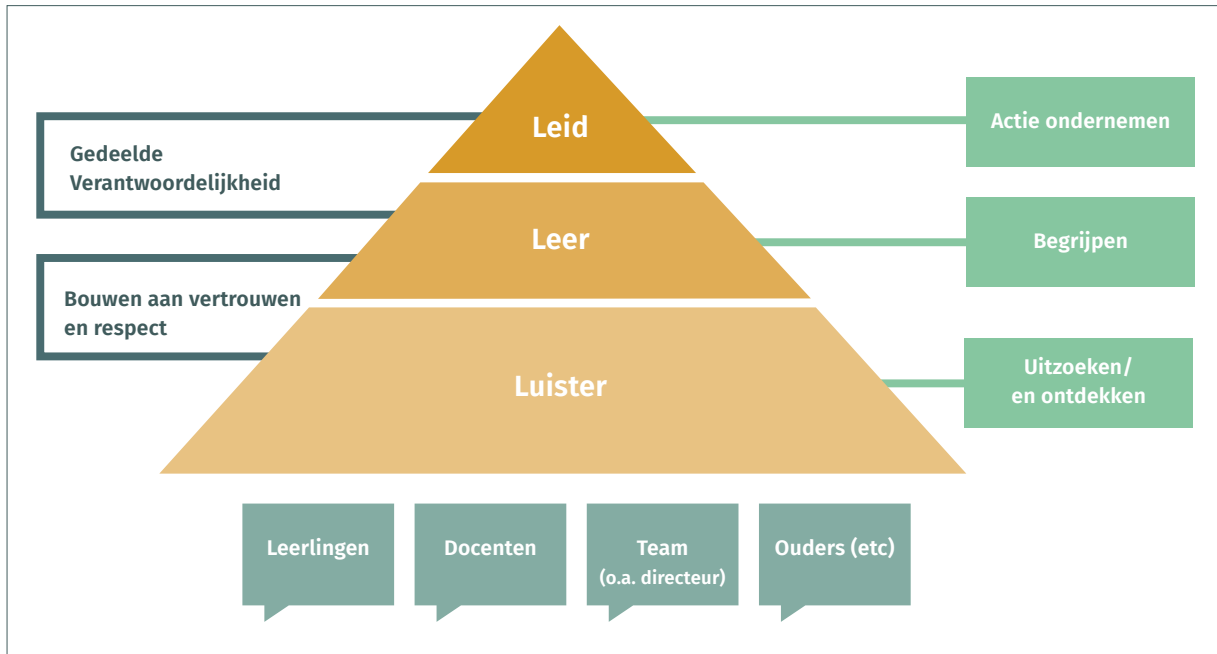 Leid
Actie ondernemen
Gedeelde
Verantwoordelijkheid
Leer
Begrijpen
Bouwen aan vertrouwen
en respect
Luister
Uitzoeken/
en ontdekken
Leerlingen
Docenten
Team
(o.a. directeur)
Ouders (etc)